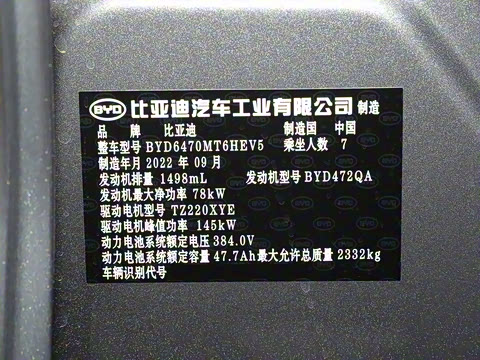 BYD 比亚迪汽车工业有限公司 制造
品 牌 比亚迪 制造国 中国
整车型号 BYD6470MT6HEV5 乘坐人数 7
制造年月 2022 年 09 月
发动机排量 1498mL 发动机型号 BYD472QA
发动机最大净功率 78kW
驱动电机型号 TZ220XYE
驱动电机峰值功率 145kW
动力电池系统额定电压 384.0V
动力电池系统额定容量 47.7Ah最大允许总质量 2332kg
车辆识别代号